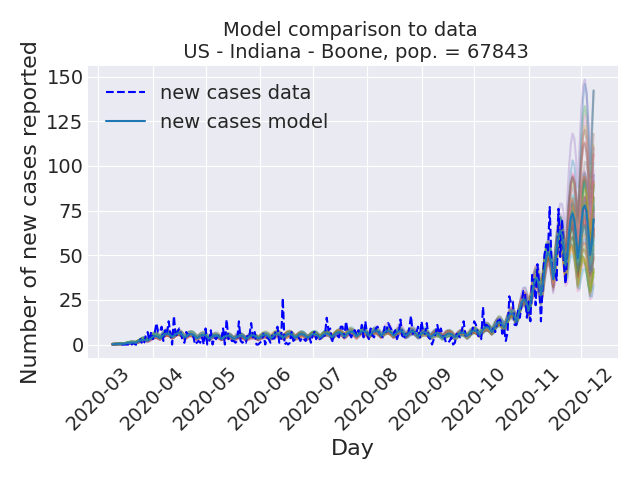 Model comparison to data
US - Indiana - Boone, pop. = 67843
Number of new cases reported
150
125
100
75
50
25
0
new cases data
new cases model
2020-03
2020-04
2020-05
2020-06
2020-07
2020-08
2020-09
2020-10
2020-11
2020-12
Day